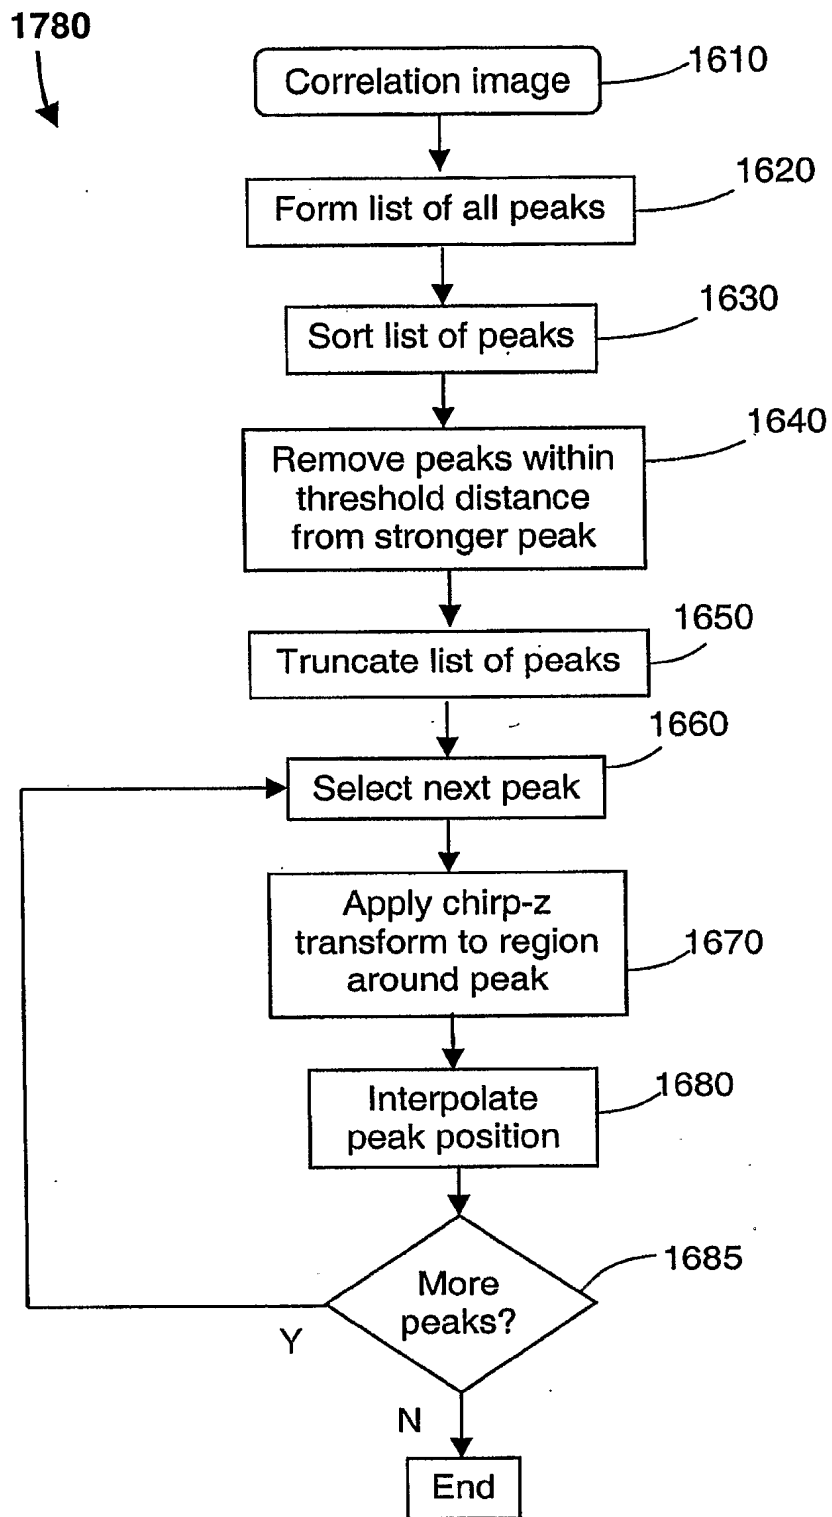 1780
Correlation image
1610
Form list of all peaks
1620
Sort list of peaks
1630
Remove peaks within
threshold distance
from stronger peak
1640
Truncate list of peaks
1650
Select next peak
1660
Apply chirp-z
transform to region
around peak
1670
Interpolate
peak position
1680
More
peaks?
1685
Y
N
End